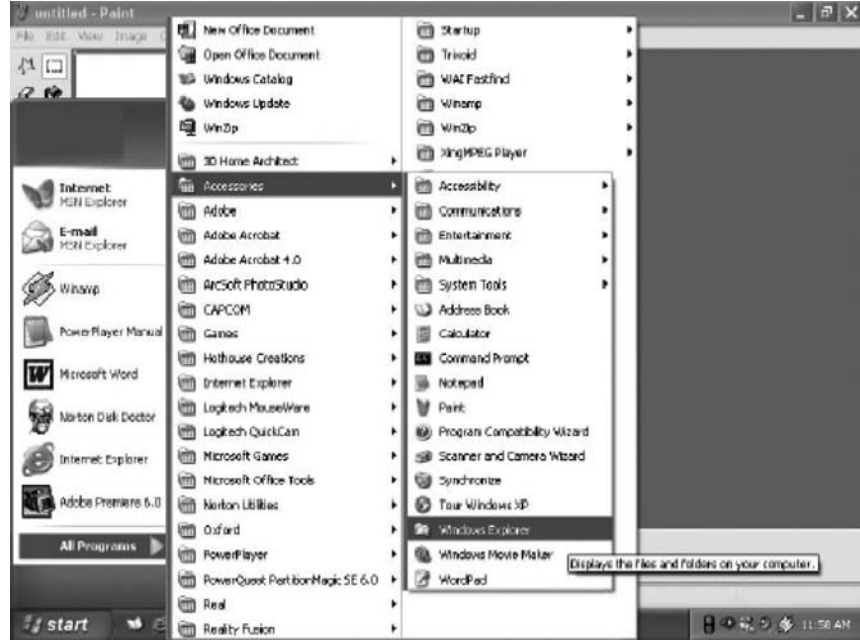 untitled - Paint
File Edit View Image
Internet
MSN Explorer
E-mail
MSN Explorer
Winamp
PowerPlayer Manual
Microsoft Word
Norton Disk Doctor
Internet Explorer
Adobe Premiere 6.0
All Programs
New Office Document
Open Office Document
Windows Catalog
Windows Update
WinZip
3D Home Architect
Accessories
Adobe
Adobe Acrobat
Adobe Acrobat 4.0
ArcSoft PhotoStudio
CAPCOM
Games
Hothouse Creations
Internet Explorer
Logitech MouseWare
Logitech QuickCam
Microsoft Games
Microsoft Office Tools
Norton Utilities
Oxford
PowerPlayer
PowerQuest PartitionMagic SE 6.0
Real
Reality Fusion
Startup
Trivoid
WAI Fastfind
Winamp
WinZip
XingMPEG Player
Accessibility
Communications
Entertainment
Multimedia
System Tools
Address Book
Calculator
Command Prompt
Notepad
Paint
Program Compatibility Wizard
Scanner and Camera Wizard
Synchronize
Tour Windows XP
Windows Explorer
Windows Movie Maker
WordPad
Displays the files and folders on your computer.
start
11:58 AM